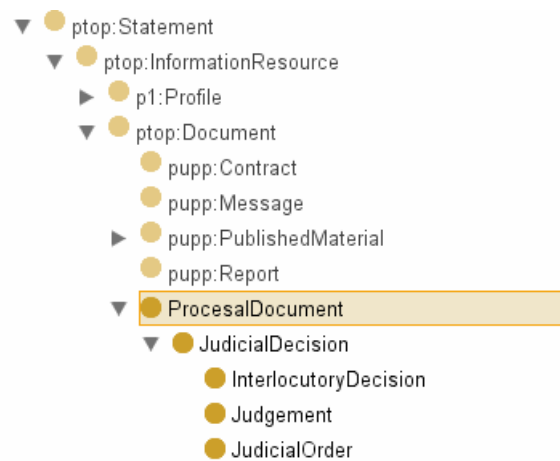 ptop:Statement
ptop:InformationResource
p1:Profile
ptop:Document
pupp:Contract
pupp:Message
pupp:PublishedMaterial
pupp:Report
ProcesalDocument
JudicialDecision
InterlocutoryDecision
Judgement
JudicialOrder